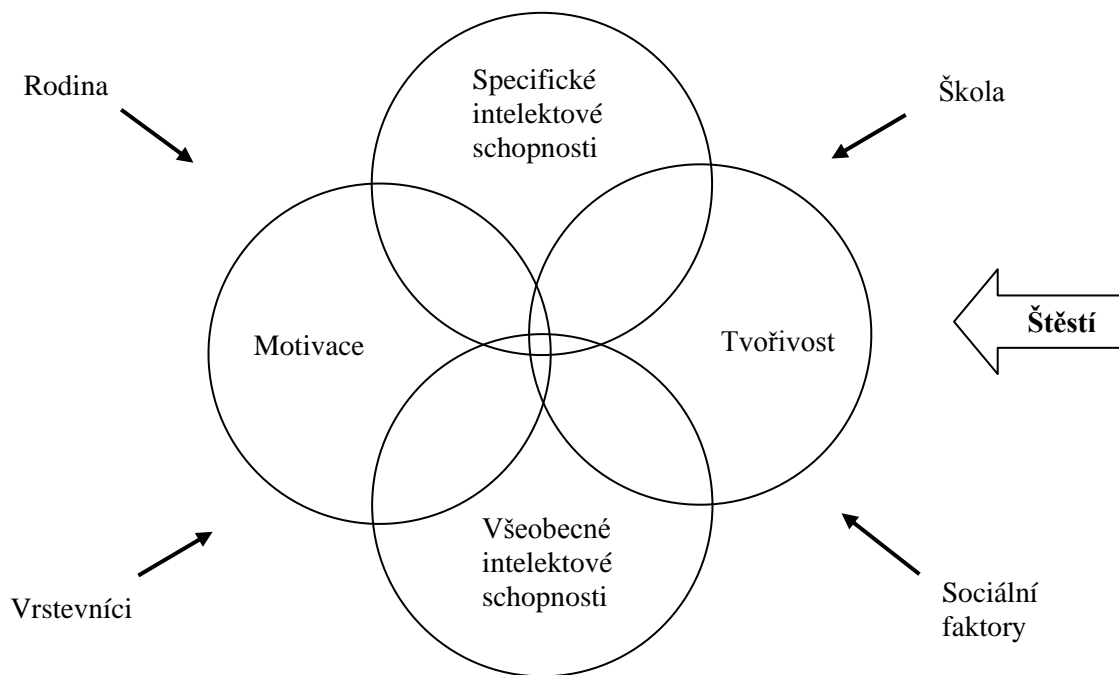 Rodina
Specifické
intelektové
schopnosti
Škola
Motivace
Tvořivost
Štěstí
Všeobecné
intelektové
schopnosti
Vrstevníci
Sociální
faktory